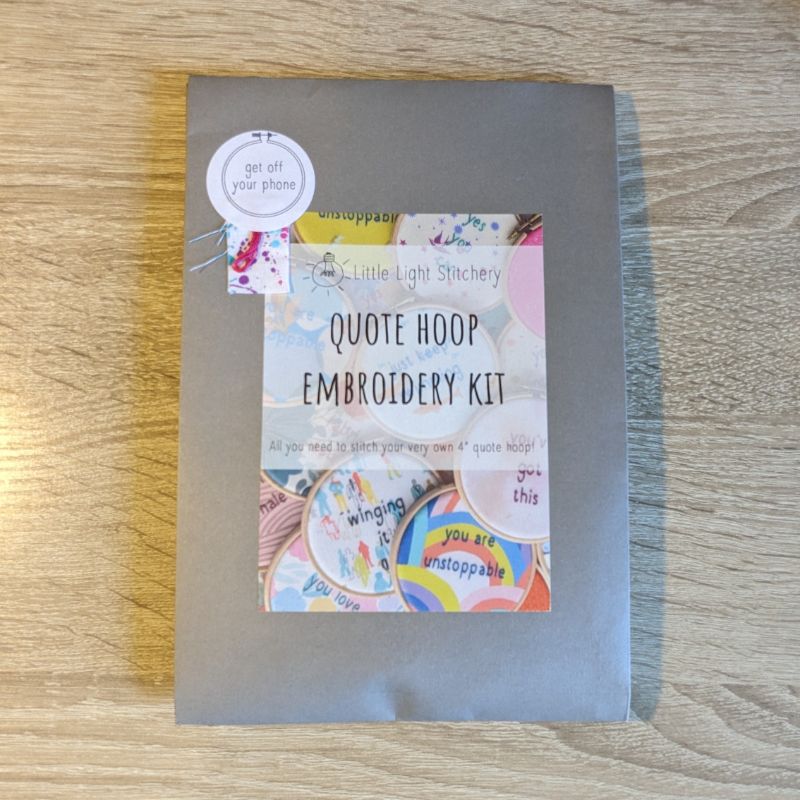 get off
your phone
unstoppable
yes
you
Little Light Stitchery
QUOTE HOOP
EMBROIDERY KIT
All you need to stitch your very own 4" quote hoop!
just keep
you've
got
this
winging
it
you are
unstoppable
you love